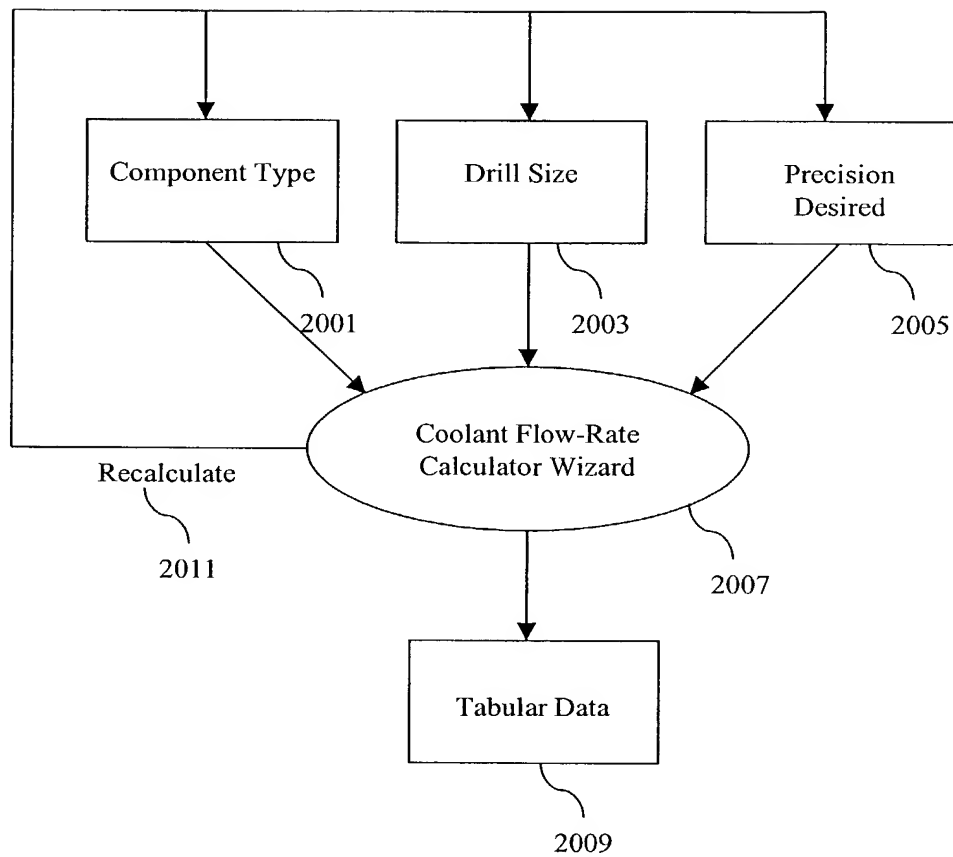 Component Type
Drill Size
Precision
Desired
2001
2003
2005
Coolant Flow-Rate
Calculator Wizard
Recalculate
2011
2007
Tabular Data
2009